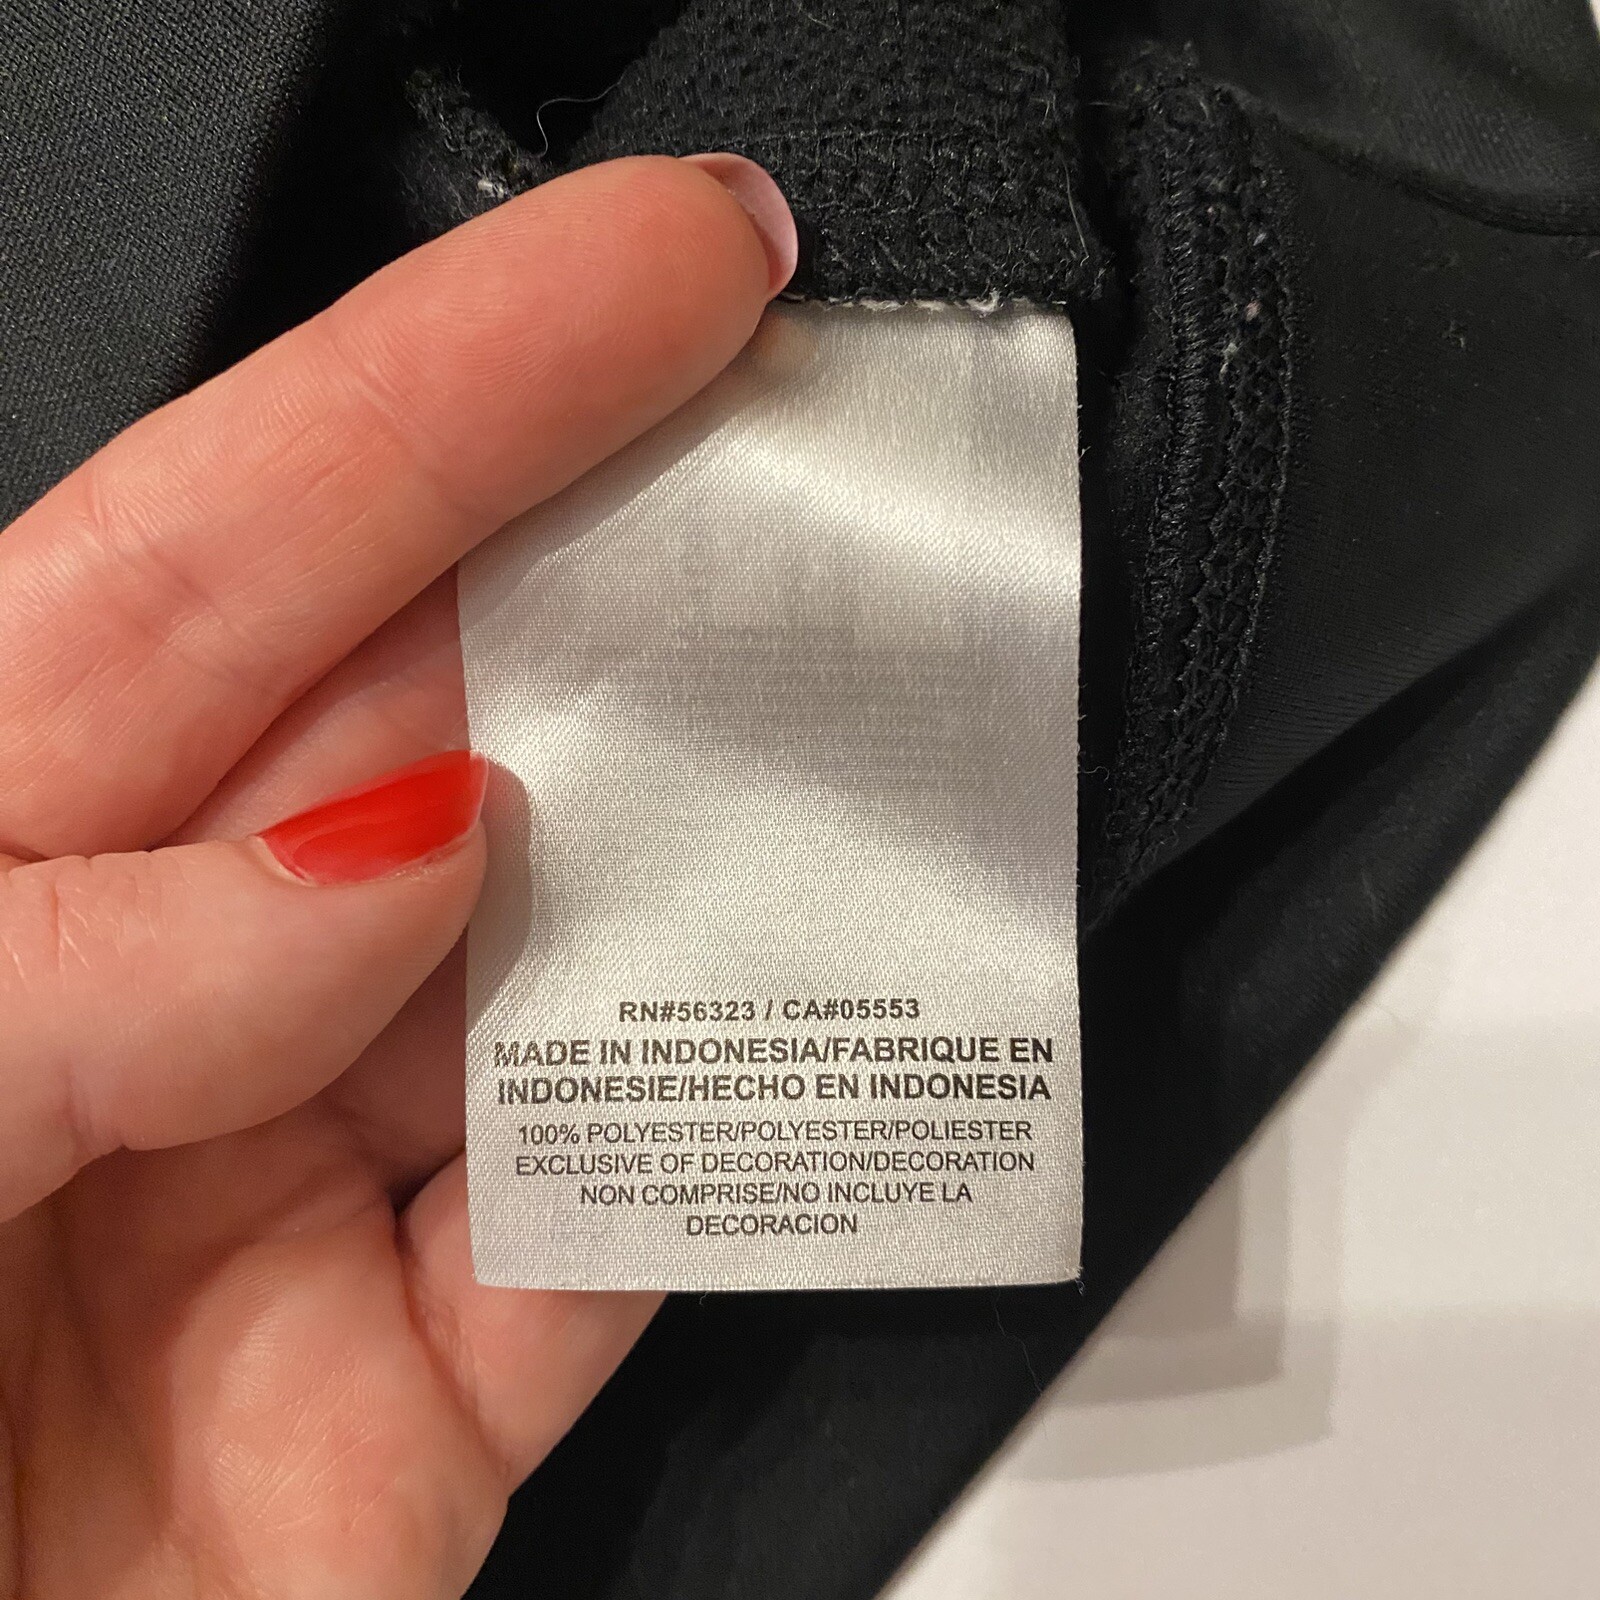 RN#56323 / CA#05553
MADE IN INDONESIA/FABRIQUE EN
INDONESIE/HECHO EN INDONESIA
100% POLYESTER/POLYESTER/POLIESTER
EXCLUSIVE OF DECORATION/DECORATION
NON COMPRISE/NO INCLUYE LA
DECORACION